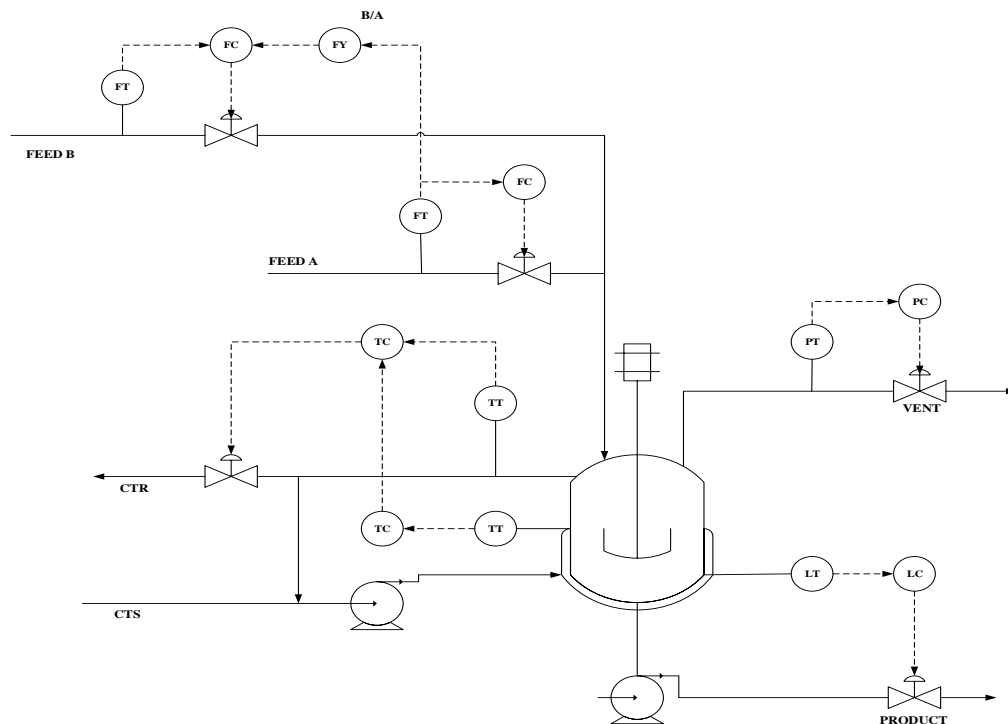 B/A
FC
FY
FT
FEED B
FC
FT
FEED A
PC
TC
PT
TT
VENT
CTR
TC
TT
LT
LC
CTS
PRODUCT